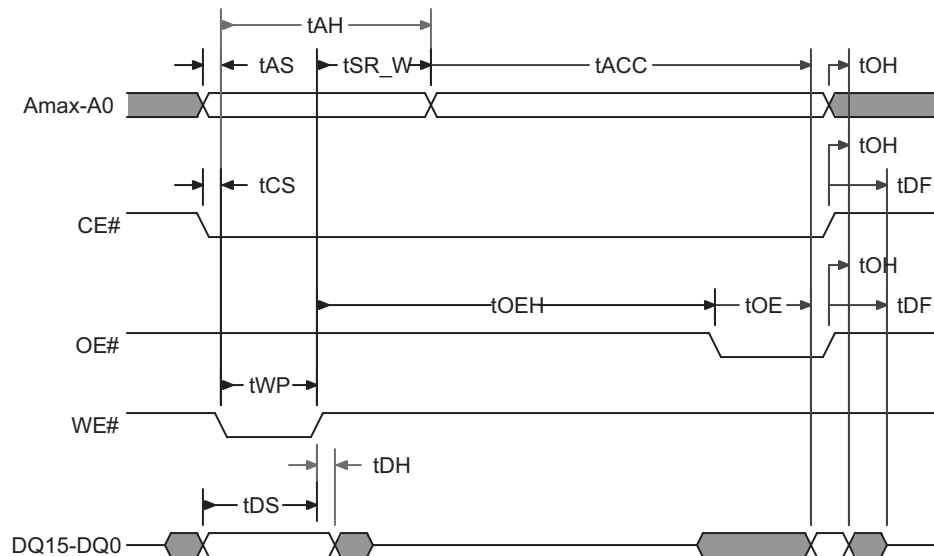 tAH
tAS tSR_W tACC tOH
Amax-A0
tOH
tCS tDF
CE#
tOH
tOEH tOE tDF
OE#
tWP
WE#
tDH
tDS
DQ15-DQ0